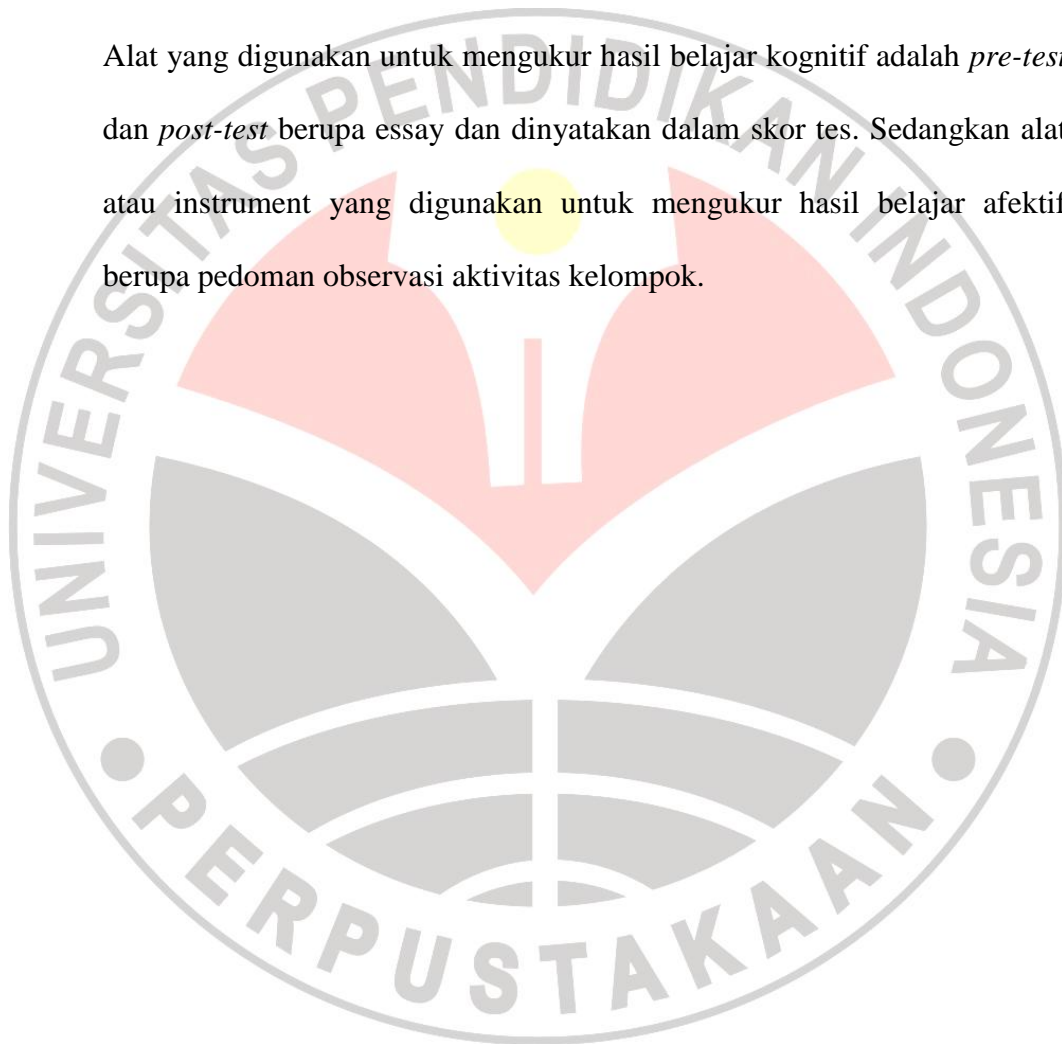 Alat yang digunakan untuk mengukur hasil belajar kognitif adalah pre-test
dan post-test berupa essay dan dinyatakan dalam skor tes. Sedangkan alat
atau instrument yang digunakan untuk mengukur hasil belajar afektif
berupa pedoman observasi aktivitas kelompok.
UNIVERSITAS PENDIDIKAN INDONESIA
PERPUSTAKAAN